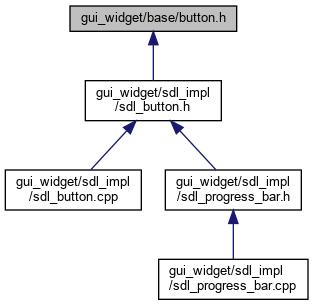 gui_widget/base/button.h
gui_widget/sdl_impl
/sdl_button.h
gui_widget/sdl_impl
/sdl_button.cpp
gui_widget/sdl_impl
/sdl_progress_bar.h
gui_widget/sdl_impl
/sdl_progress_bar.cpp